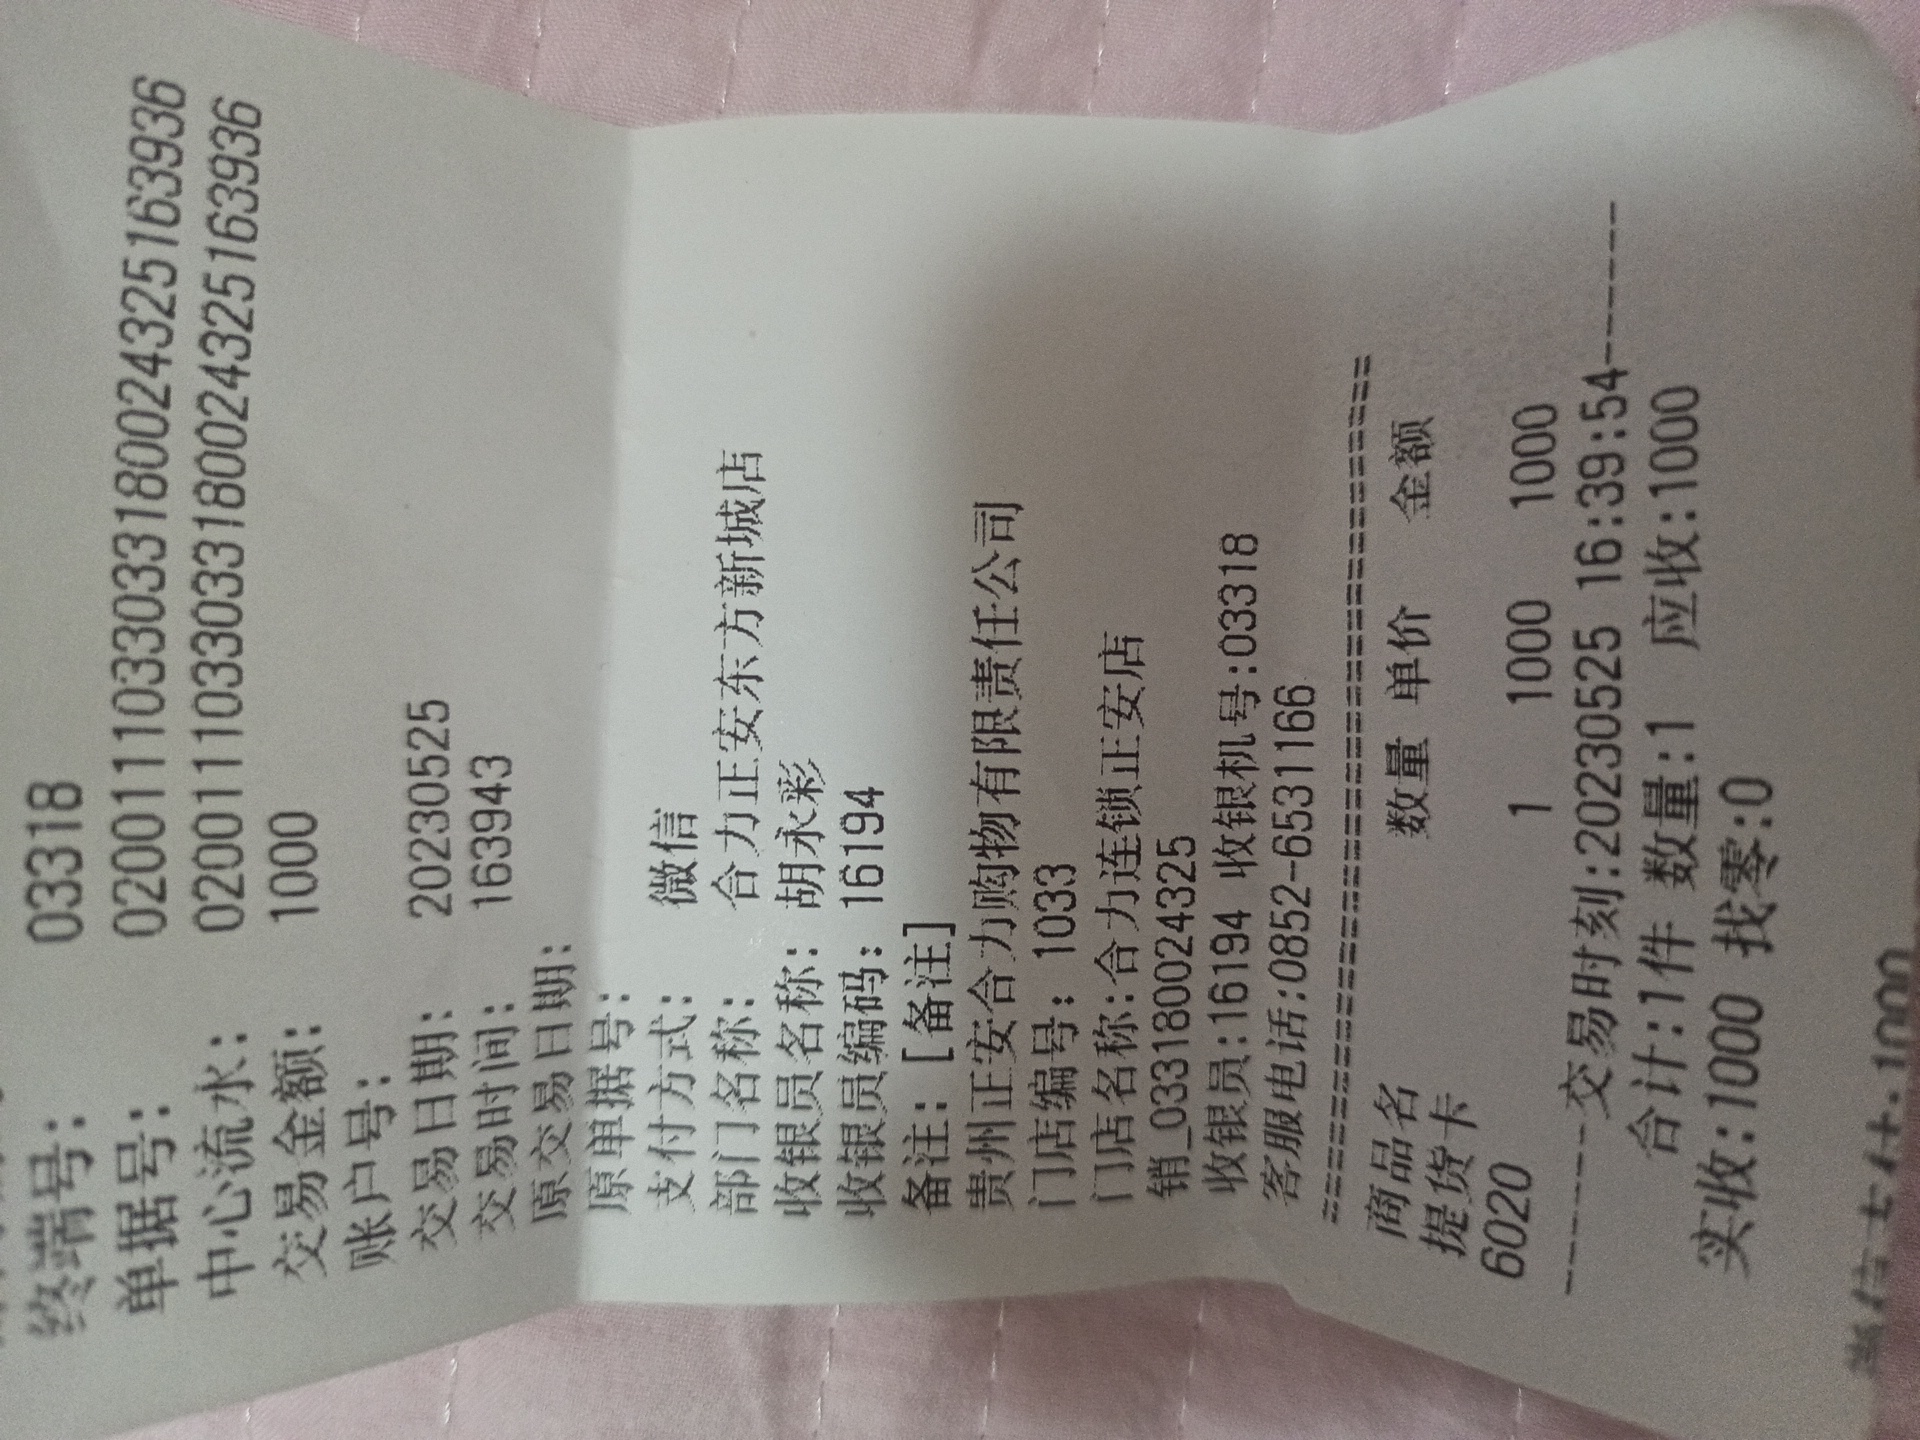 终端号: 03318
单据号: 0200111033033180024325163936
中心流水: 0200111033033180024325163936
交易金额: 1000
账户号:
交易日期: 20230525
交易时间: 163943
原交易日期:
原单据号:
支付方式: 微信
部门名称: 合力正安东方新城店
收银员名称: 胡永彩
收银员编码: 16194
备注: [备注]
贵州正安合力购物有限责任公司
门店编号: 1033
门店名称:合力连锁正安店
销_033180024325
收银员:16194 收银机号:03318
客服电话:0852-6531166
商品名 数量 单价 金额
提货卡
6020 1 1000 1000
交易时刻:20230525 16:39:54
合计:1件 数量:1 应收:1000
实收:1000 找零:0
微信支付:1000